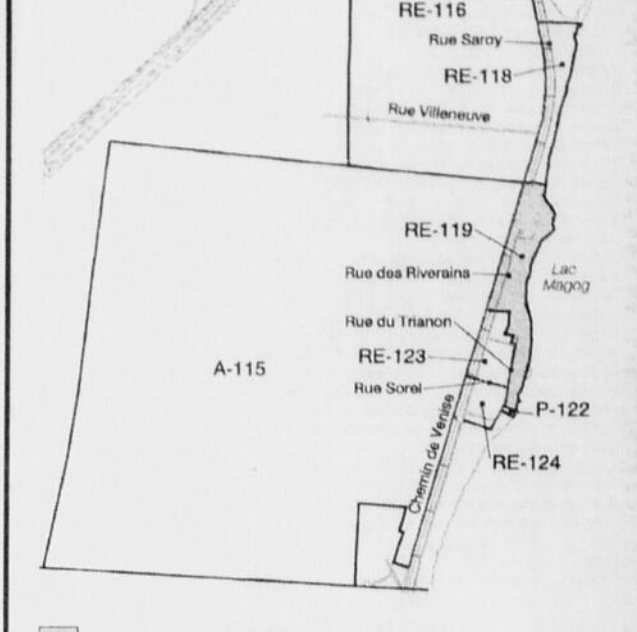 RE-116
Rue Saroy
RE-118
Rue Villeneuve
RE-119
Lac
Magog
Rue des Riverains
Rue du Trianon
RE-123
A-115
Rue Sorel
Chemin de Venise
P-122
RE-124